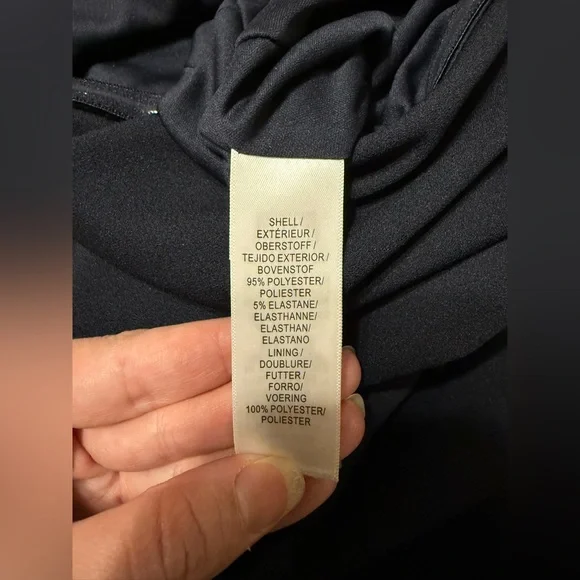 SHELL/
EXTÉRIEUR/
OBERSTOFF/
TEJIDO EXTERIOR/
BOVENSTOF
95% POLYESTER/
POLIESTER
5% ELASTANE/
ELASTHANNE/
ELASTHAN/
ELASTANO
LINING/
DOUBLURE/
FUTTER/
FORRO/
VOERING
100% POLYESTER/
POLIESTER